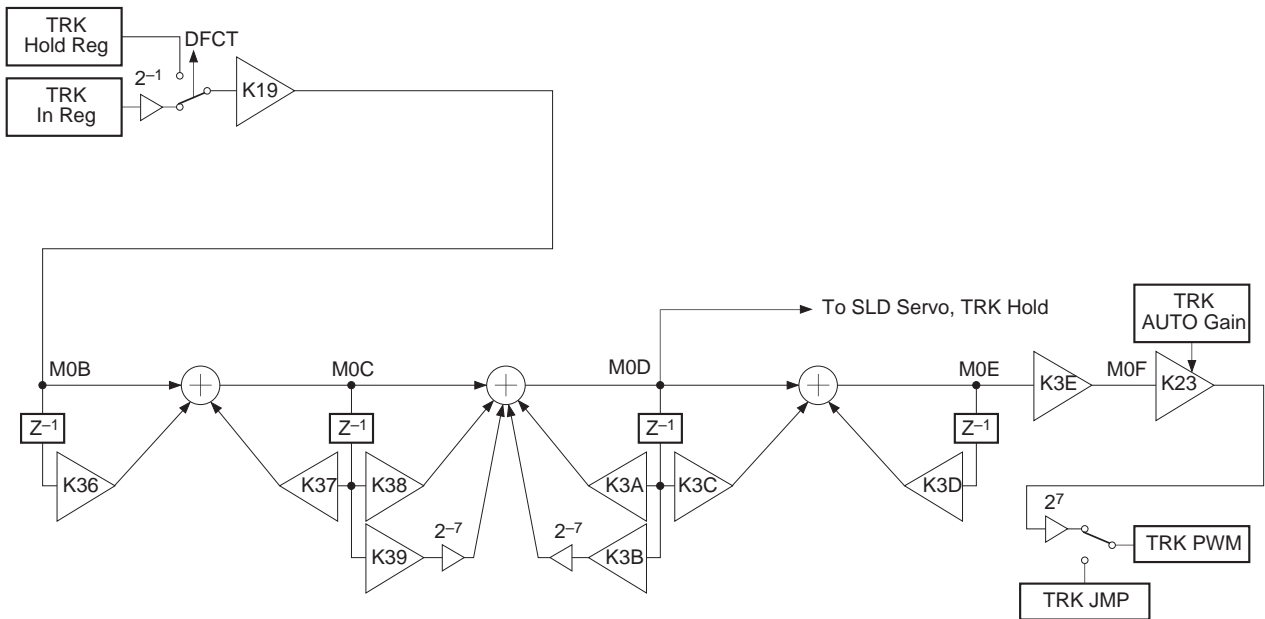 TRK
Hold Reg
DFCT
2⁻¹
K19
TRK
In Reg
To SLD Servo, TRK Hold
TRK
AUTO Gain
M0B
M0C
M0D
M0E
K3E
M0F
K23
Z⁻¹
Z⁻¹
Z⁻¹
Z⁻¹
K36
K37
K38
K3A
K3C
K3D
K39
2⁻⁷
2⁻⁷
K3B
2⁷
TRK PWM
TRK JMP